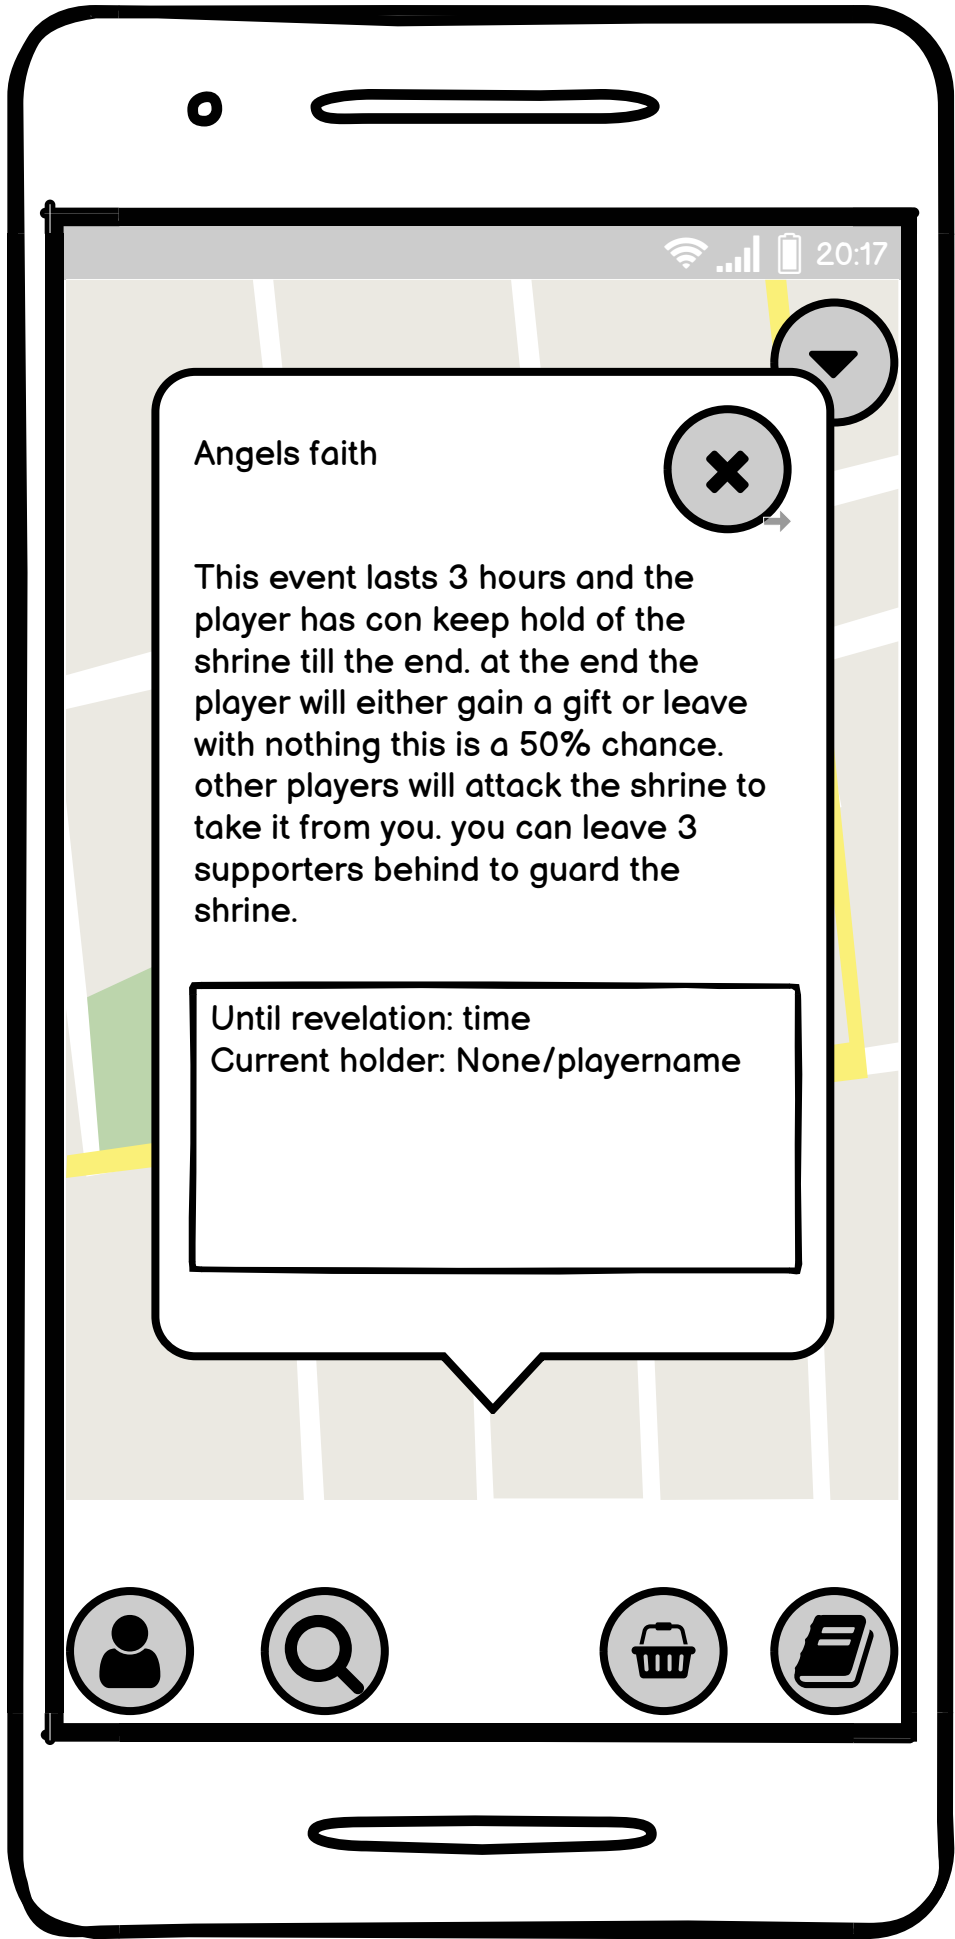 20:17
Angels faith
This event lasts 3 hours and the
player has con keep hold of the
shrine till the end. at the end the
player will either gain a gift or leave
with nothing this is a 50% chance.
other players will attack the shrine to
take it from you. you can leave 3
supporters behind to guard the
shrine.
Until revelation: time
Current holder: None/playername